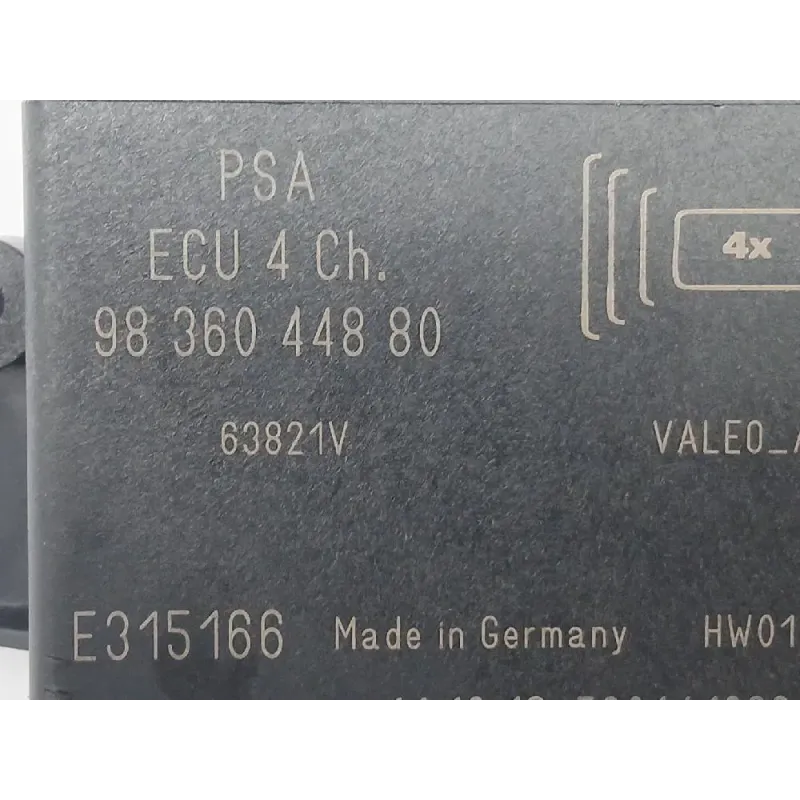 PSA
ECU 4 Ch.
98 360 448 80
4x
63821V
VALEO_
E315166 Made in Germany HW01